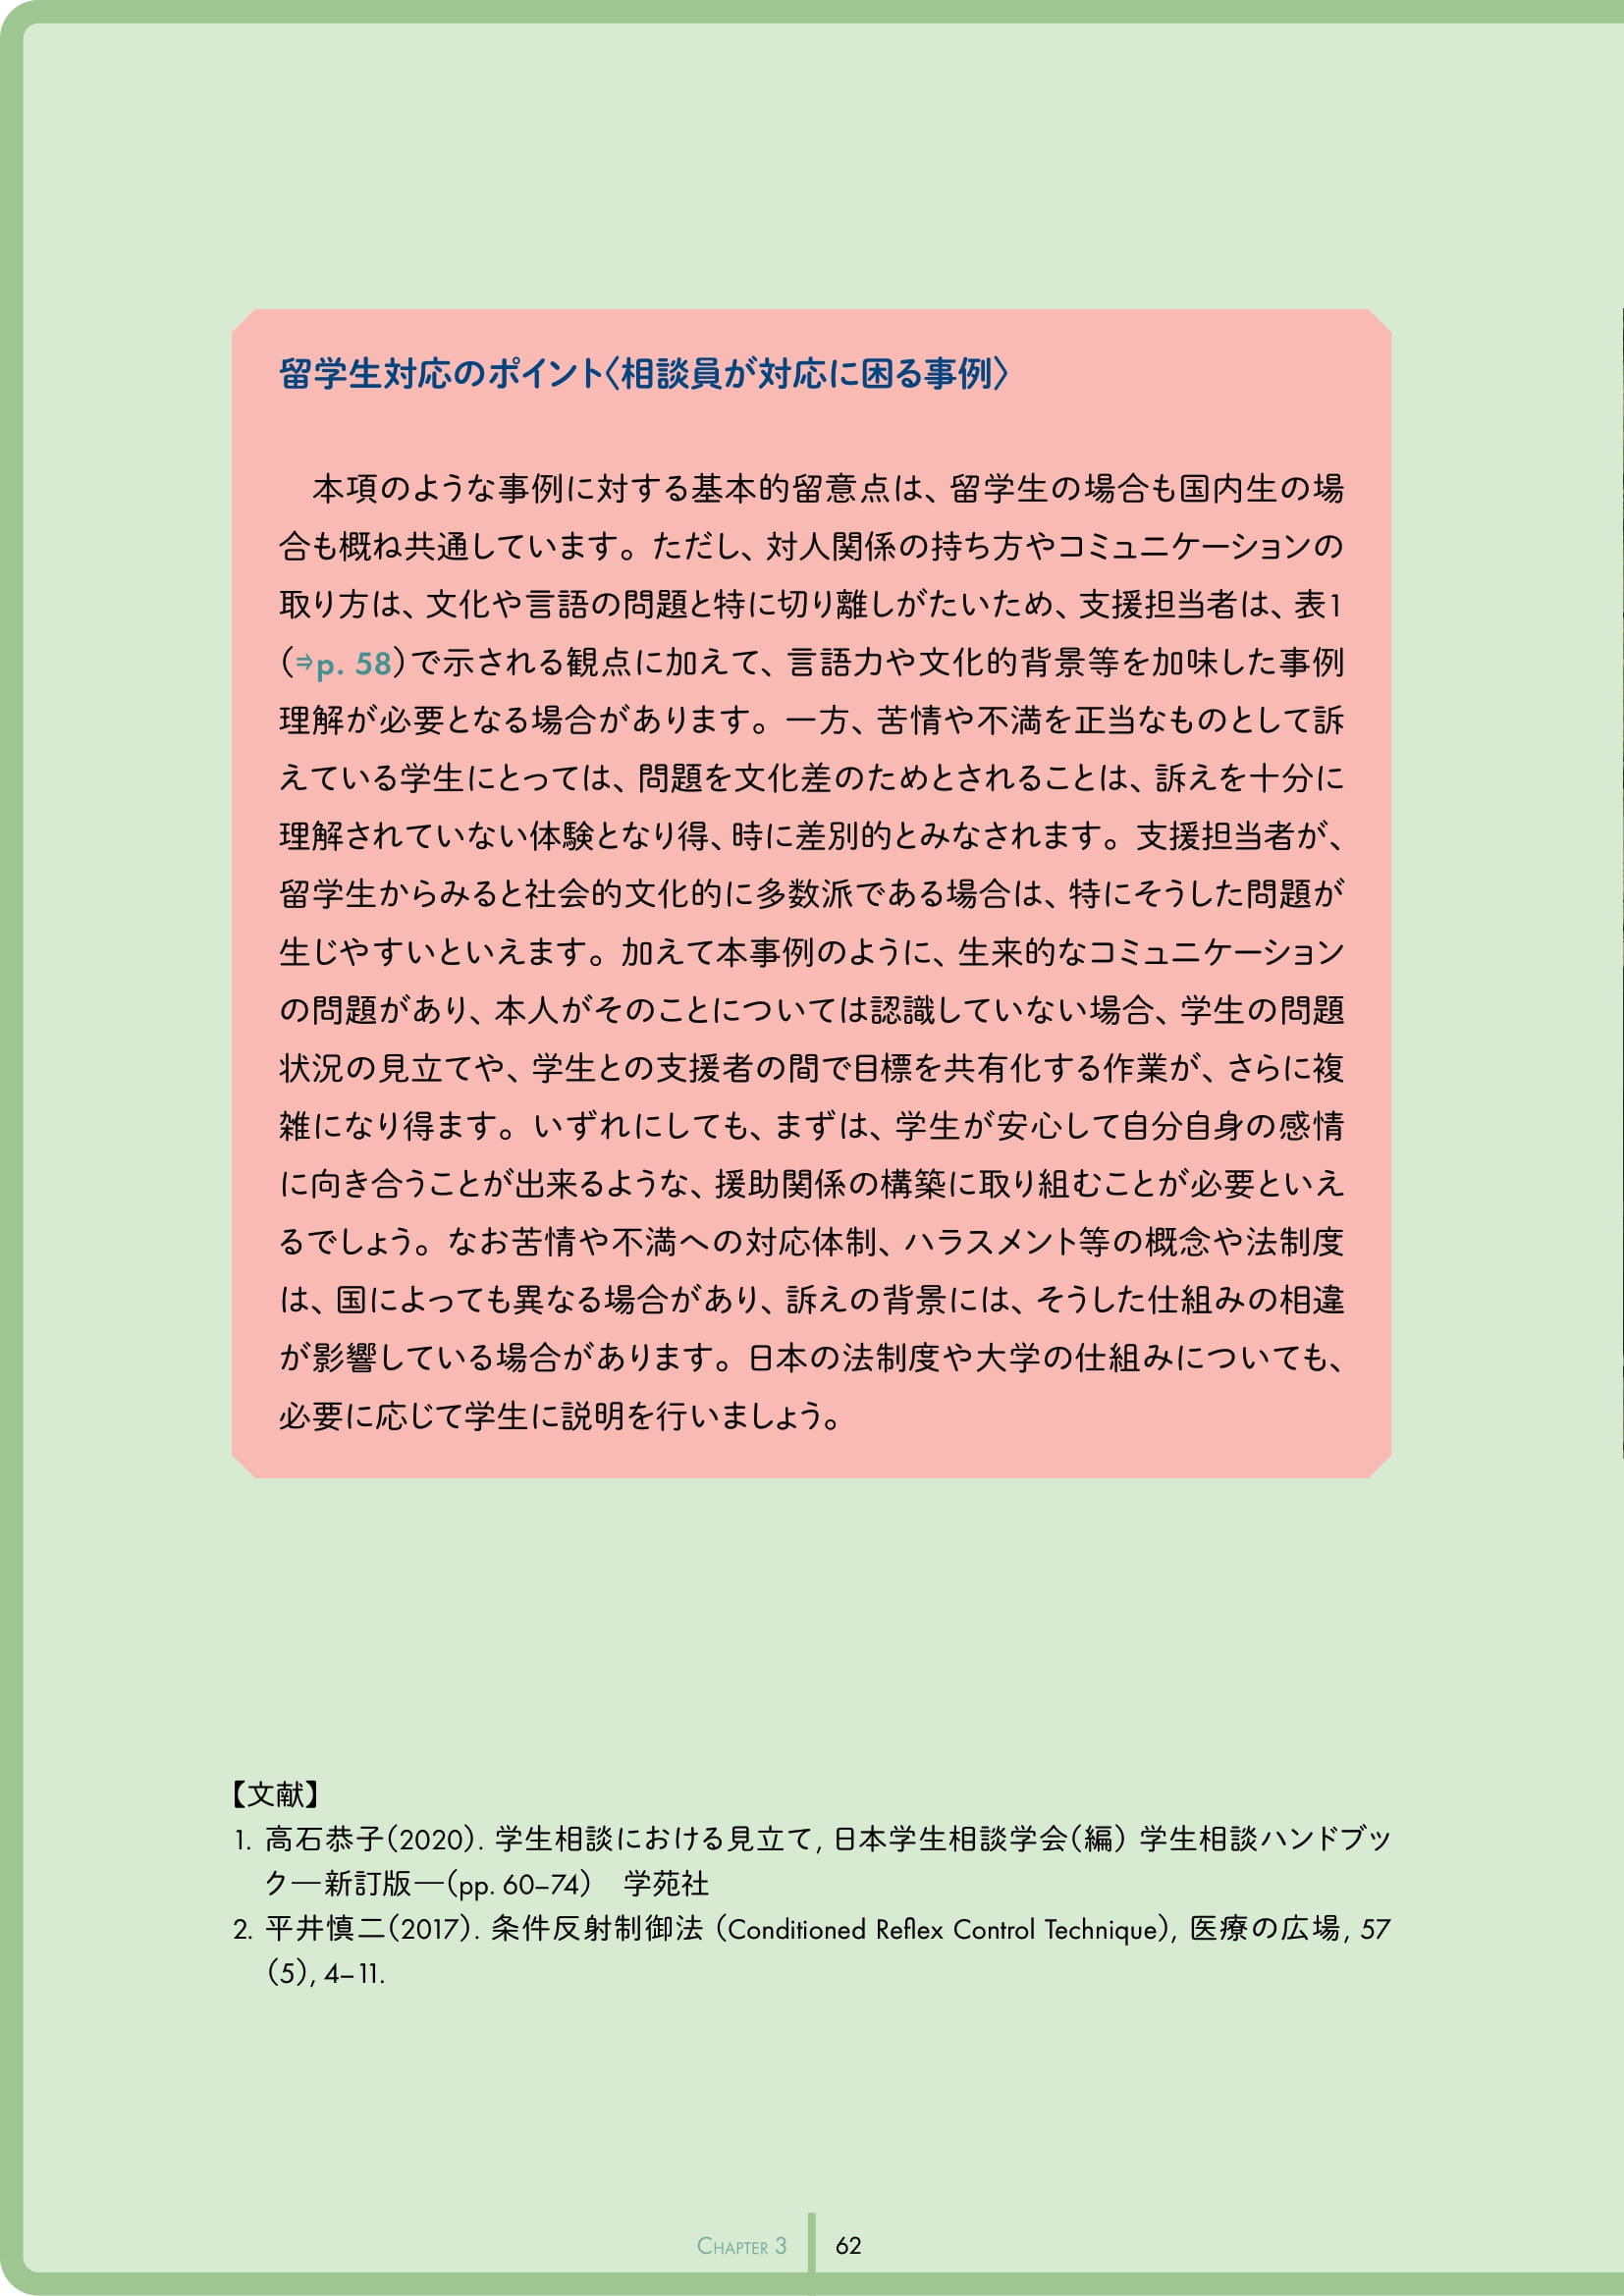 留学生対応のポイント〈相談員が対応に困る事例〉
本項のような事例に対する基本的留意点は、留学生の場合も国内生の場
合も概ね共通しています。ただし、対人関係の持ち方やコミュニケーションの
取り方は、文化や言語の問題と特に切り離しがたいため、支援担当者は、表1
（⇒p. 58）で示される観点に加えて、言語力や文化的背景等を加味した事例
理解が必要となる場合があります。一方、苦情や不満を正当なものとして訴
えている学生にとっては、問題を文化差のためとされることは、訴えを十分に
理解されていない体験となり得、時に差別的とみなされます。支援担当者が、
留学生からみると社会的文化的に多数派である場合は、特にそうした問題が
生じやすいといえます。加えて本事例のように、生来的なコミュニケーション
の問題があり、本人がそのことについては認識していない場合、学生の問題
状況の見立てや、学生との支援者の間で目標を共有化する作業が、さらに複
雑になり得ます。いずれにしても、まずは、学生が安心して自分自身の感情
に向き合うことが出来るような、援助関係の構築に取り組むことが必要といえ
るでしょう。なお苦情や不満への対応体制、ハラスメント等の概念や法制度
は、国によっても異なる場合があり、訴えの背景には、そうした仕組みの相違
が影響している場合があります。日本の法制度や大学の仕組みについても、
必要に応じて学生に説明を行いましょう。
【文献】
1. 高石恭子（2020）. 学生相談における見立て, 日本学生相談学会（編） 学生相談ハンドブッ
ク―新訂版―（pp. 60–74） 学苑社
2. 平井慎二（2017）. 条件反射制御法 （Conditioned Reflex Control Technique）, 医療の広場, 57
（5）, 4–11.
Chapter 3
62